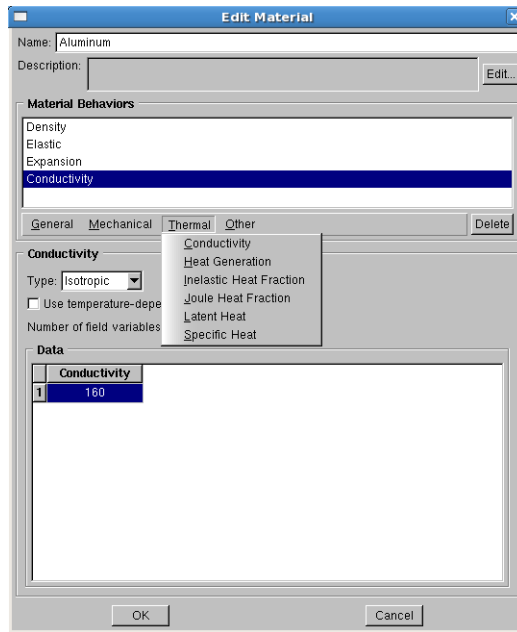 Edit Material
Name: Aluminum
Description:
Edit...
Material Behaviors
Density
Elastic
Expansion
Conductivity
General Mechanical Thermal Other Delete
Conductivity
Heat Generation
Inelastic Heat Fraction
Joule Heat Fraction
Latent Heat
Specific Heat
Conductivity
Type: Isotropic
Use temperature-depe
Number of field variables
Data
Conductivity
1 160
OK Cancel